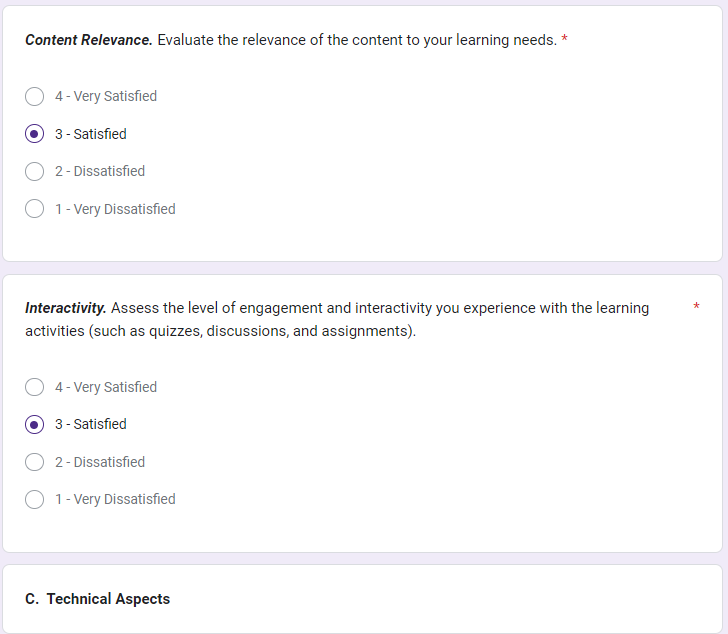 Content Relevance. Evaluate the relevance of the content to your learning needs. *
4 - Very Satisfied
3 - Satisfied
2 - Dissatisfied
1 - Very Dissatisfied
Interactivity. Assess the level of engagement and interactivity you experience with the learning *
activities (such as quizzes, discussions, and assignments).
4 - Very Satisfied
3 - Satisfied
2 - Dissatisfied
1 - Very Dissatisfied
C. Technical Aspects